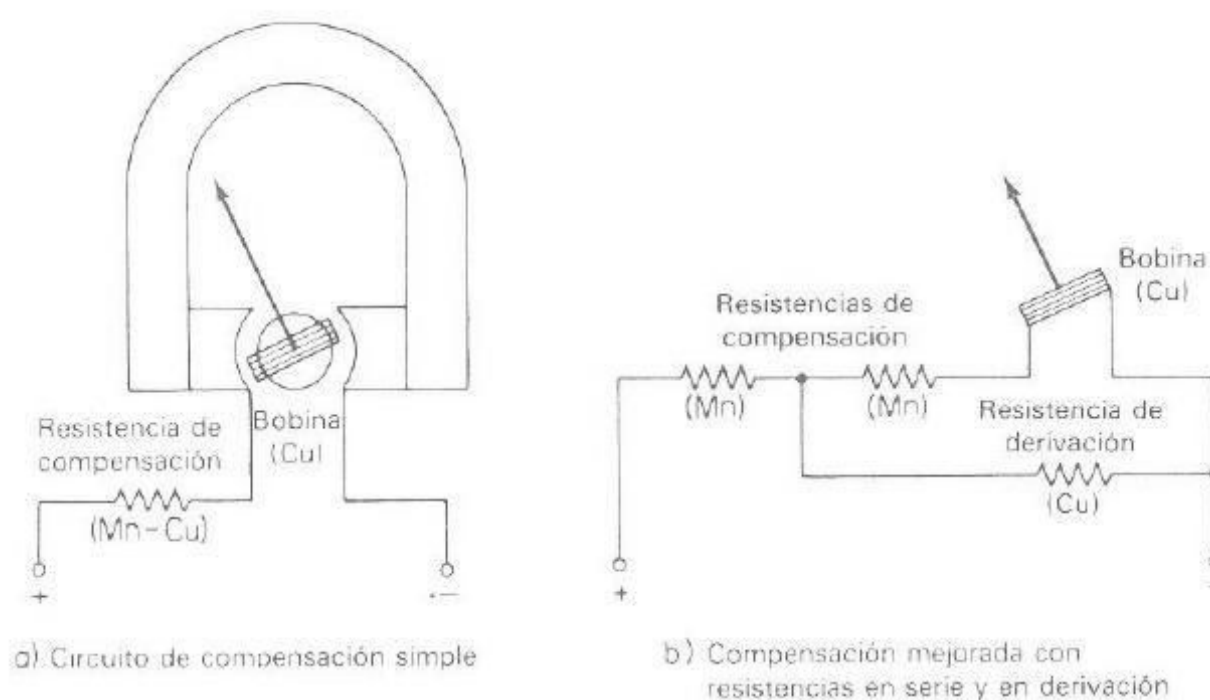 Resistencia de
compensación
Bobina
(Cu)
(Mn-Cu)
+
-
a) Circuito de compensación simple
Resistencias de
compensación
Bobina
(Cu)
(Mn)
(Mn)
Resistencia de
derivación
(Cu)
+
b) Compensación mejorada con
resistencias en serie y en derivación